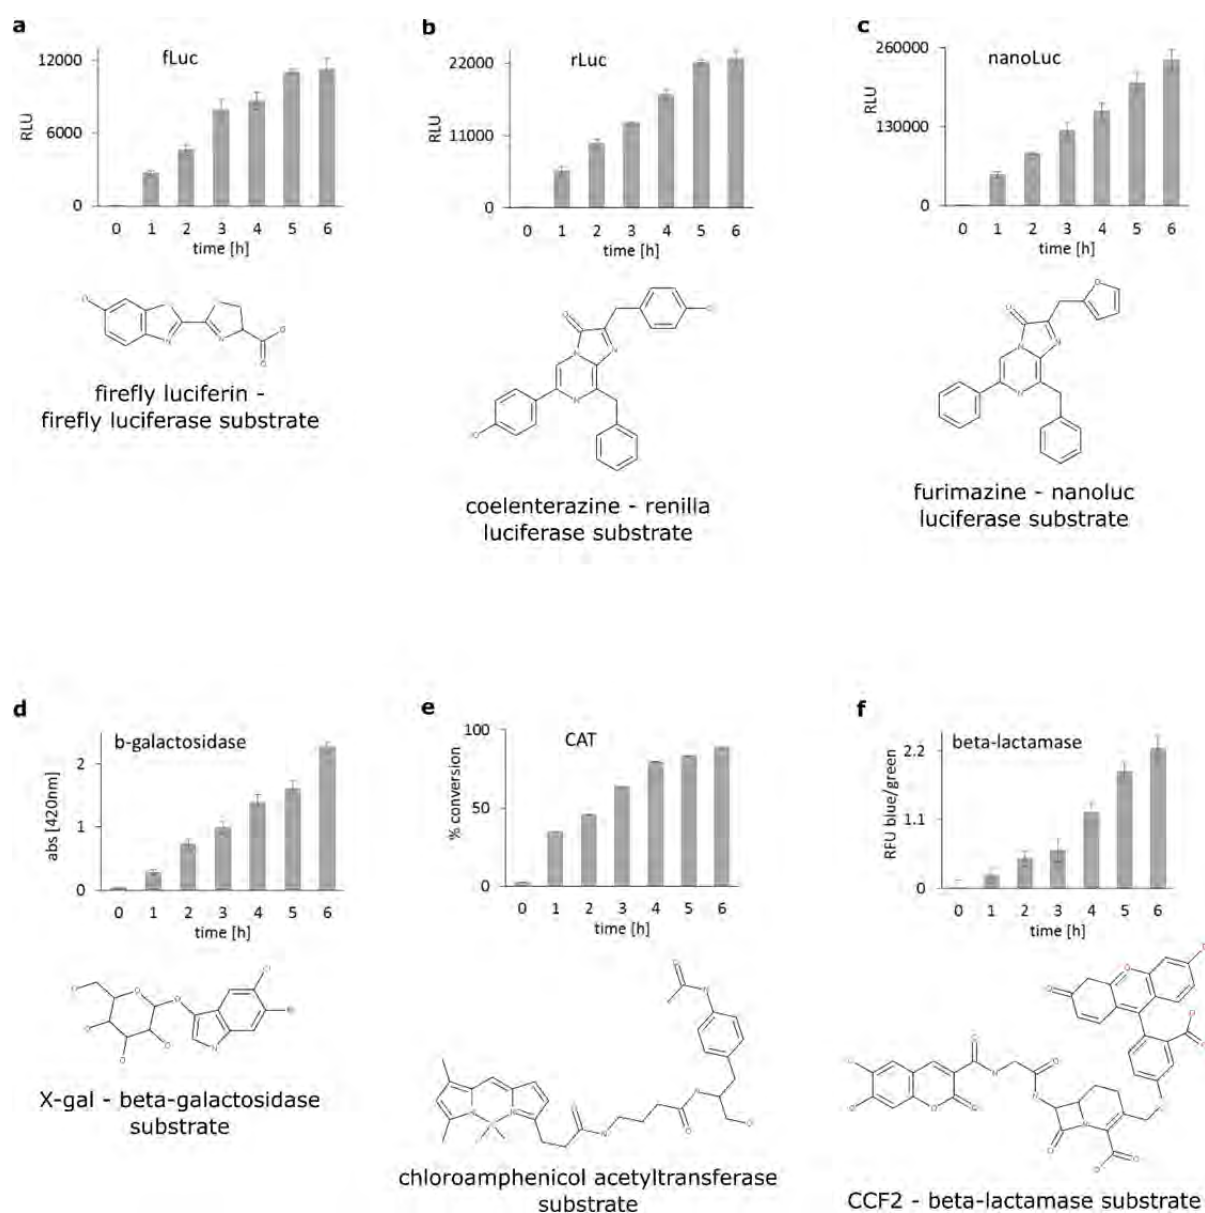 a
fLuc
12000
6000
0
RLU
0 1 2 3 4 5 6
time [h]
firefly luciferin -
firefly luciferase substrate
b
rLuc
22000
11000
0
RLU
0 1 2 3 4 5 6
time [h]
coelenterazine - renilla
luciferase substrate
c
nanoLuc
260000
130000
0
RLU
0 1 2 3 4 5 6
time [h]
furimazine - nanoluc
luciferase substrate
d
b-galactosidase
2
1
0
abs [420nm]
0 1 2 3 4 5 6
time [h]
X-gal - beta-galactosidase
substrate
e
CAT
100
50
0
% conversion
0 1 2 3 4 5 6
time [h]
chloroamphenicol acetyltransferase
substrate
f
beta-lactamase
2.2
1.1
0
RFU blue/green
0 1 2 3 4 5 6
time [h]
CCF2 - beta-lactamase substrate